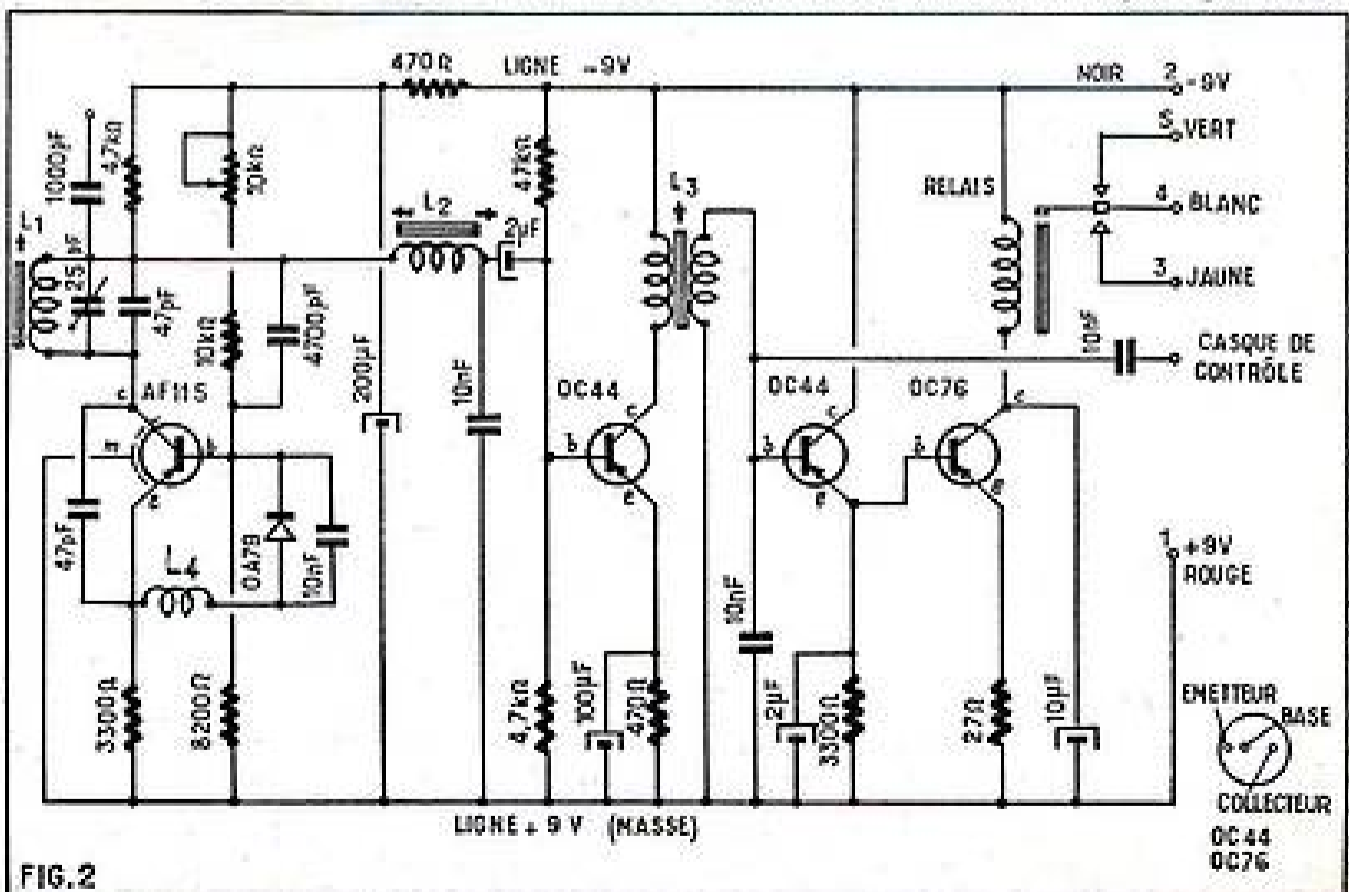 470Ω
LIGNE -9V
NOIR
2
-9V
5
VERT
1000pF
4,7kΩ
10kΩ
47kΩ
L1
L2
L3
RELAIS
4
BLANC
3
JAUNE
2µF
47pF
10kΩ
4700pF
10nF
CASQUE DE
CONTRÔLE
AF115
c
b
e
200µF
10nF
OC44
c
b
e
OC44
c
b
e
OC76
c
b
e
47pF
L4
OA79
10nF
1
+9V
ROUGE
10nF
3300Ω
8200Ω
4,7kΩ
100µF
470Ω
2µF
3300Ω
27Ω
10µF
EMETTEUR
BASE
COLLECTEUR
OC44
OC76
LIGNE + 9 V (MASSE)
FIG.2